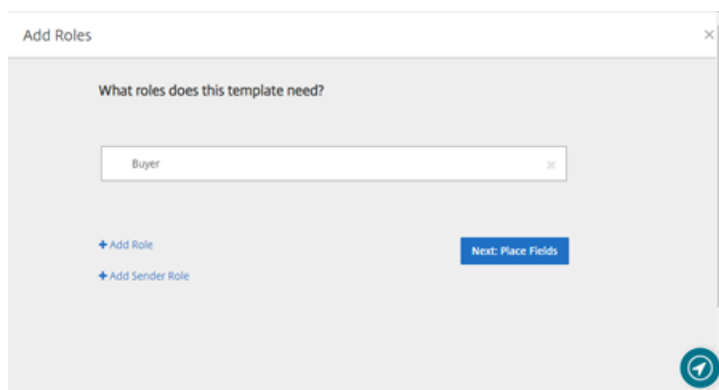 Add Roles
What roles does this template need?
Buyer
+ Add Role
Next: Place Fields
+ Add Sender Role